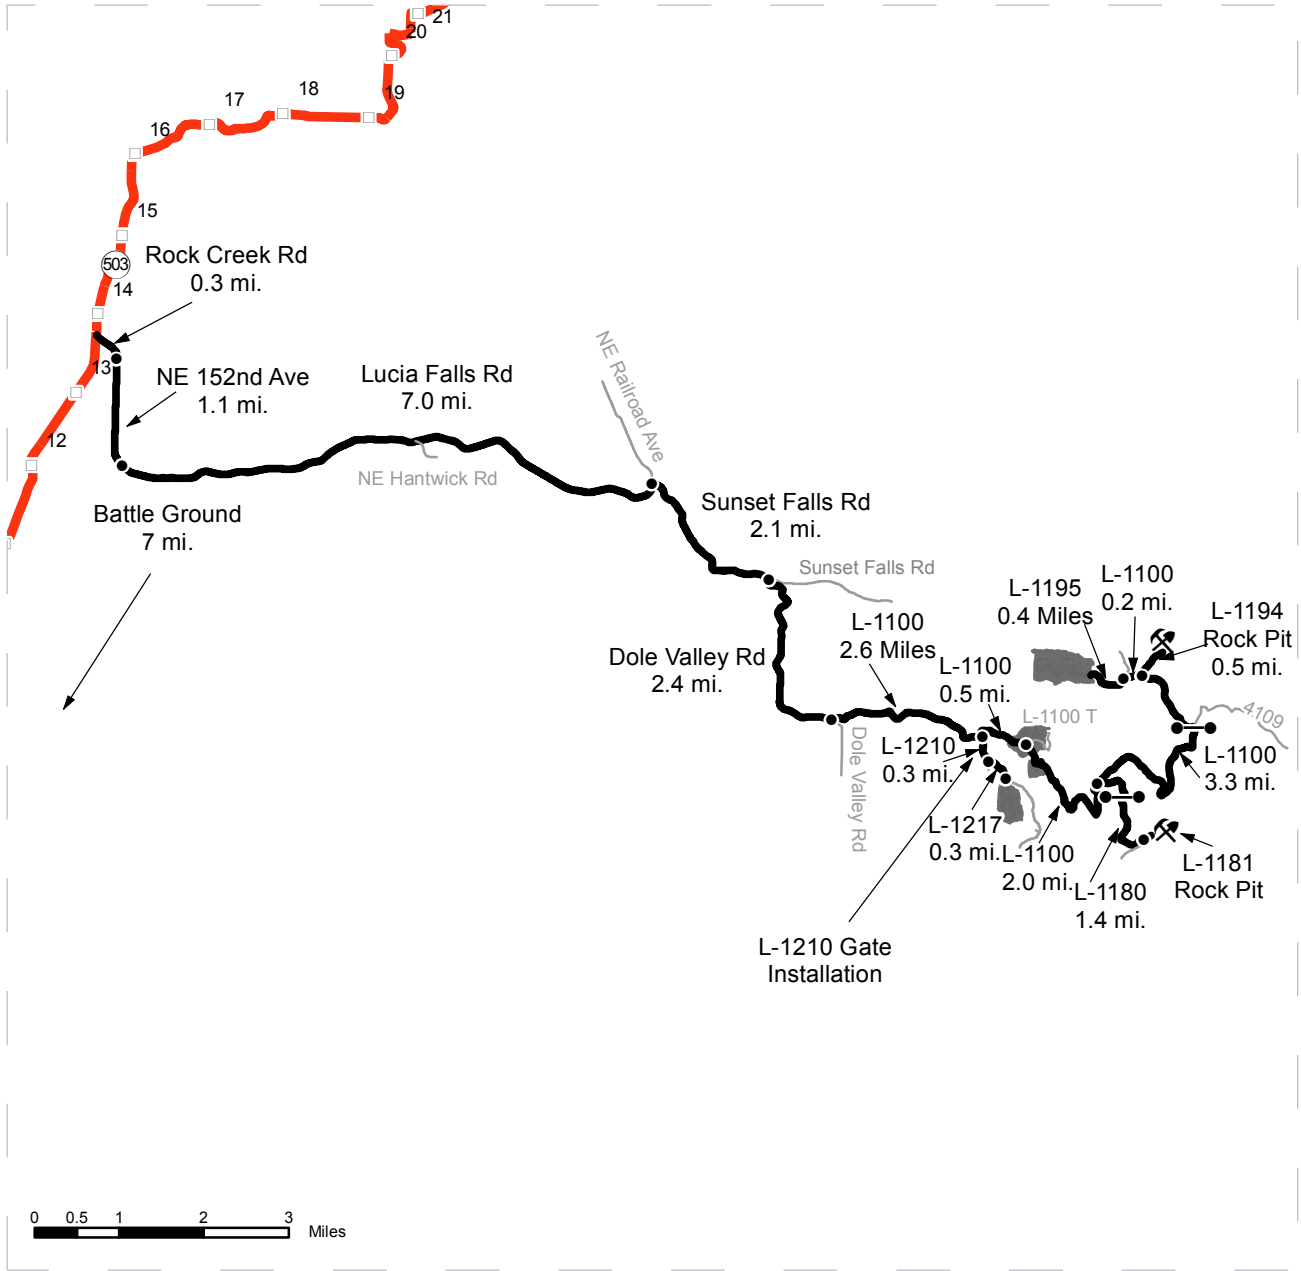 21
20
19
18
17
16
15
503
14
13
12
Rock Creek Rd
0.3 mi.
NE 152nd Ave
1.1 mi.
Lucia Falls Rd
7.0 mi.
NE Railroad Ave
NE Hantwick Rd
Battle Ground
7 mi.
Sunset Falls Rd
2.1 mi.
Sunset Falls Rd
Dole Valley Rd
2.4 mi.
L-1100
2.6 Miles
L-1195
0.4 Miles
L-1100
0.2 mi.
L-1194
Rock Pit
0.5 mi.
L-1100
0.5 mi.
L-1100 T
4109
L-1210
0.3 mi.
Dole Valley Rd
L-1100
3.3 mi.
L-1217
0.3 mi.
L-1100
2.0 mi.
L-1180
1.4 mi.
L-1181
Rock Pit
L-1210 Gate
Installation
0 0.5 1 2 3
Miles